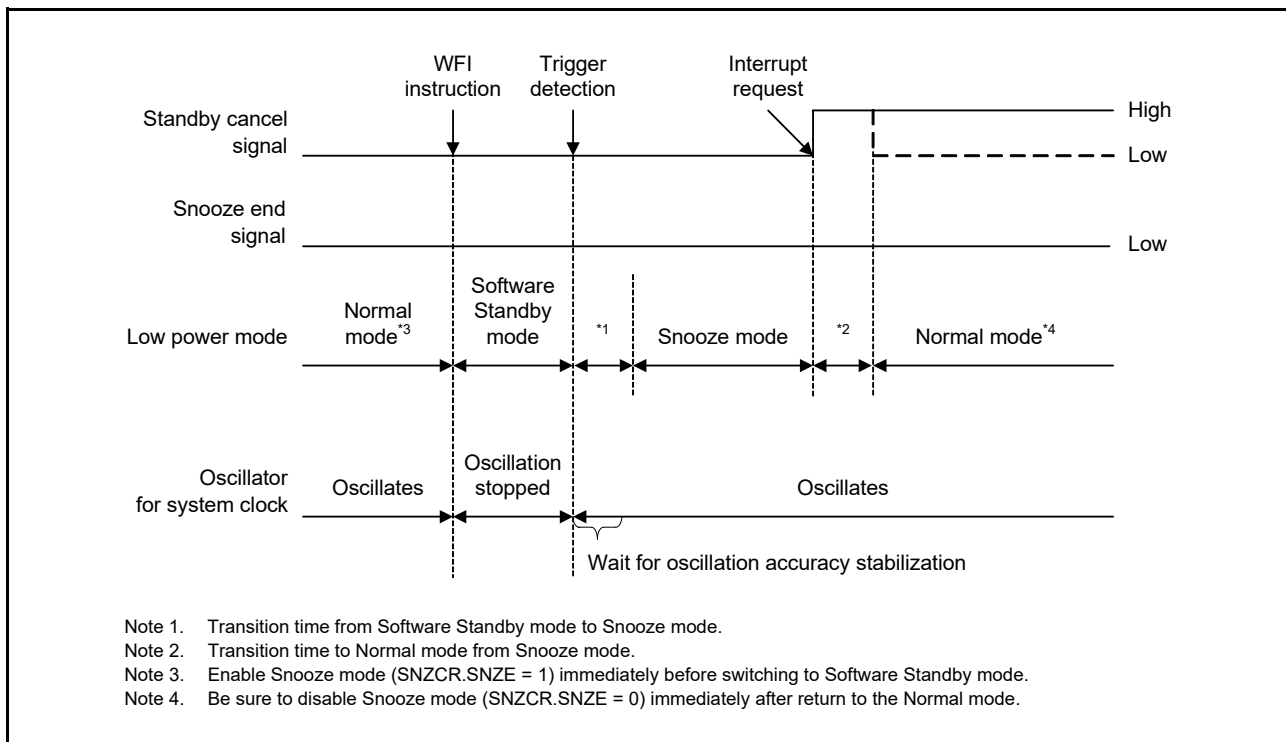 WFI
instruction
Trigger
detection
Interrupt
request
Standby cancel
signal
High
Low
Snooze end
signal
Low
Low power mode
Normal
mode*3
Software
Standby
mode
*1
Snooze mode
*2
Normal mode*4
Oscillator
for system clock
Oscillates
Oscillation
stopped
Oscillates
Wait for oscillation accuracy stabilization
Note 1. Transition time from Software Standby mode to Snooze mode.
Note 2. Transition time to Normal mode from Snooze mode.
Note 3. Enable Snooze mode (SNZCR.SNZE = 1) immediately before switching to Software Standby mode.
Note 4. Be sure to disable Snooze mode (SNZCR.SNZE = 0) immediately after return to the Normal mode.